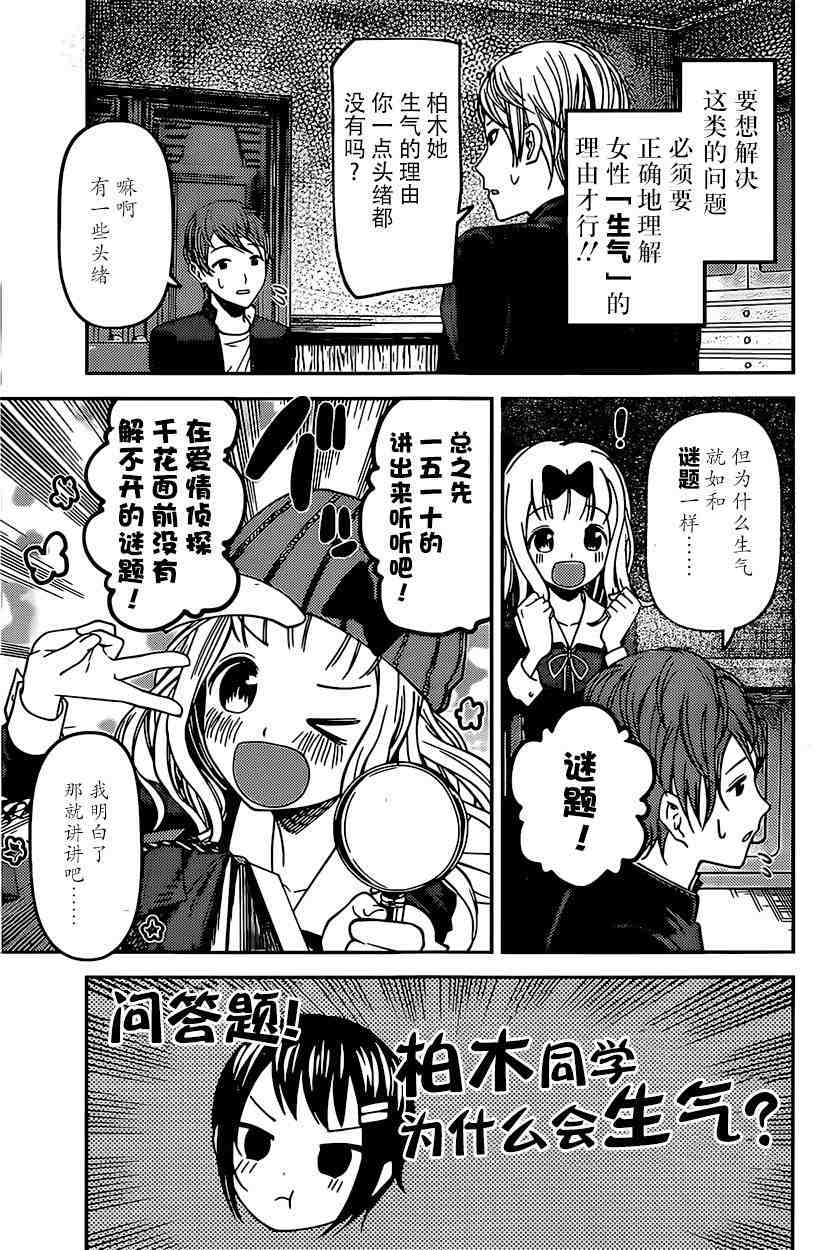 要想解决
这类的问题
必须要
正确地理解
女性「生气」的
理由才行!!
柏木她
生气的理由
你一点头绪都
没有吗?
嘛啊
有一些头绪
但为什么生气
就如和
谜题一样……
!
谜题!
总之先
一五一十的
讲出来听听吧!
在爱情侦探
千花面前没有
解不开的谜题!
我明白了
那就讲讲吧……
问答题!
柏木同学
为什么会生气?